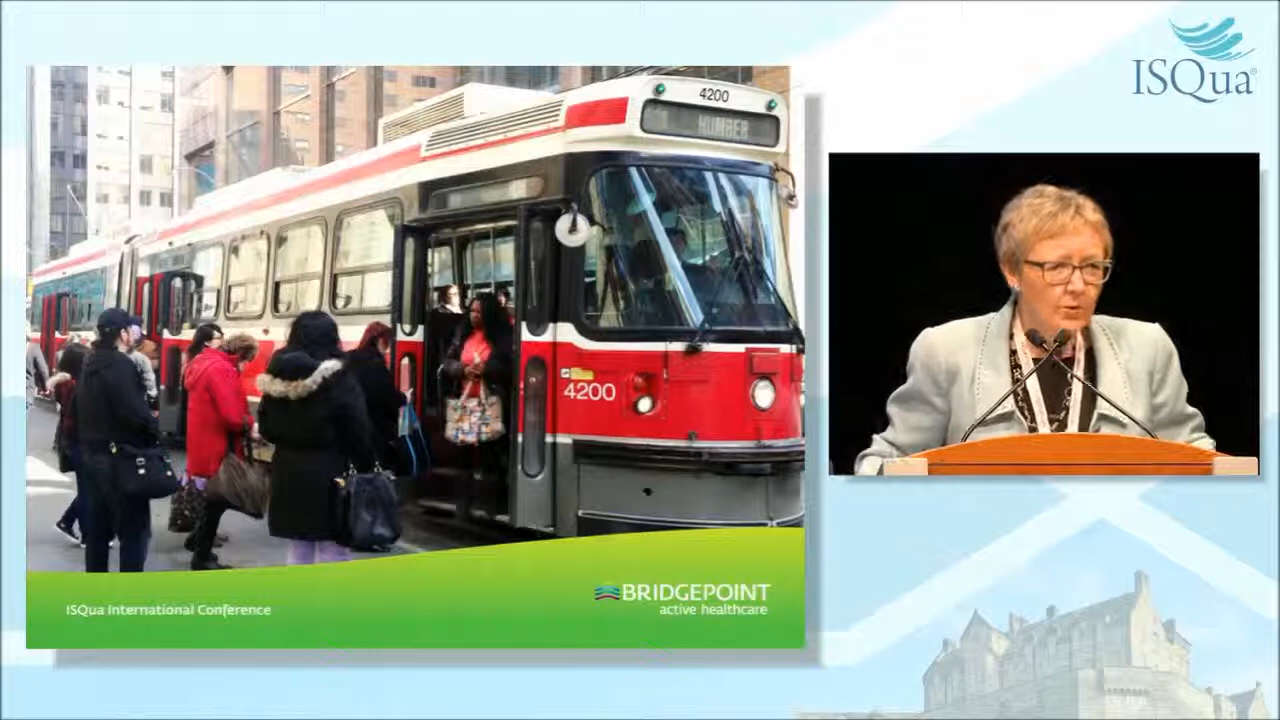 ISQua
4200
HUMBER
4200
BRIDGEPOINT
active healthcare
ISQua International Conference